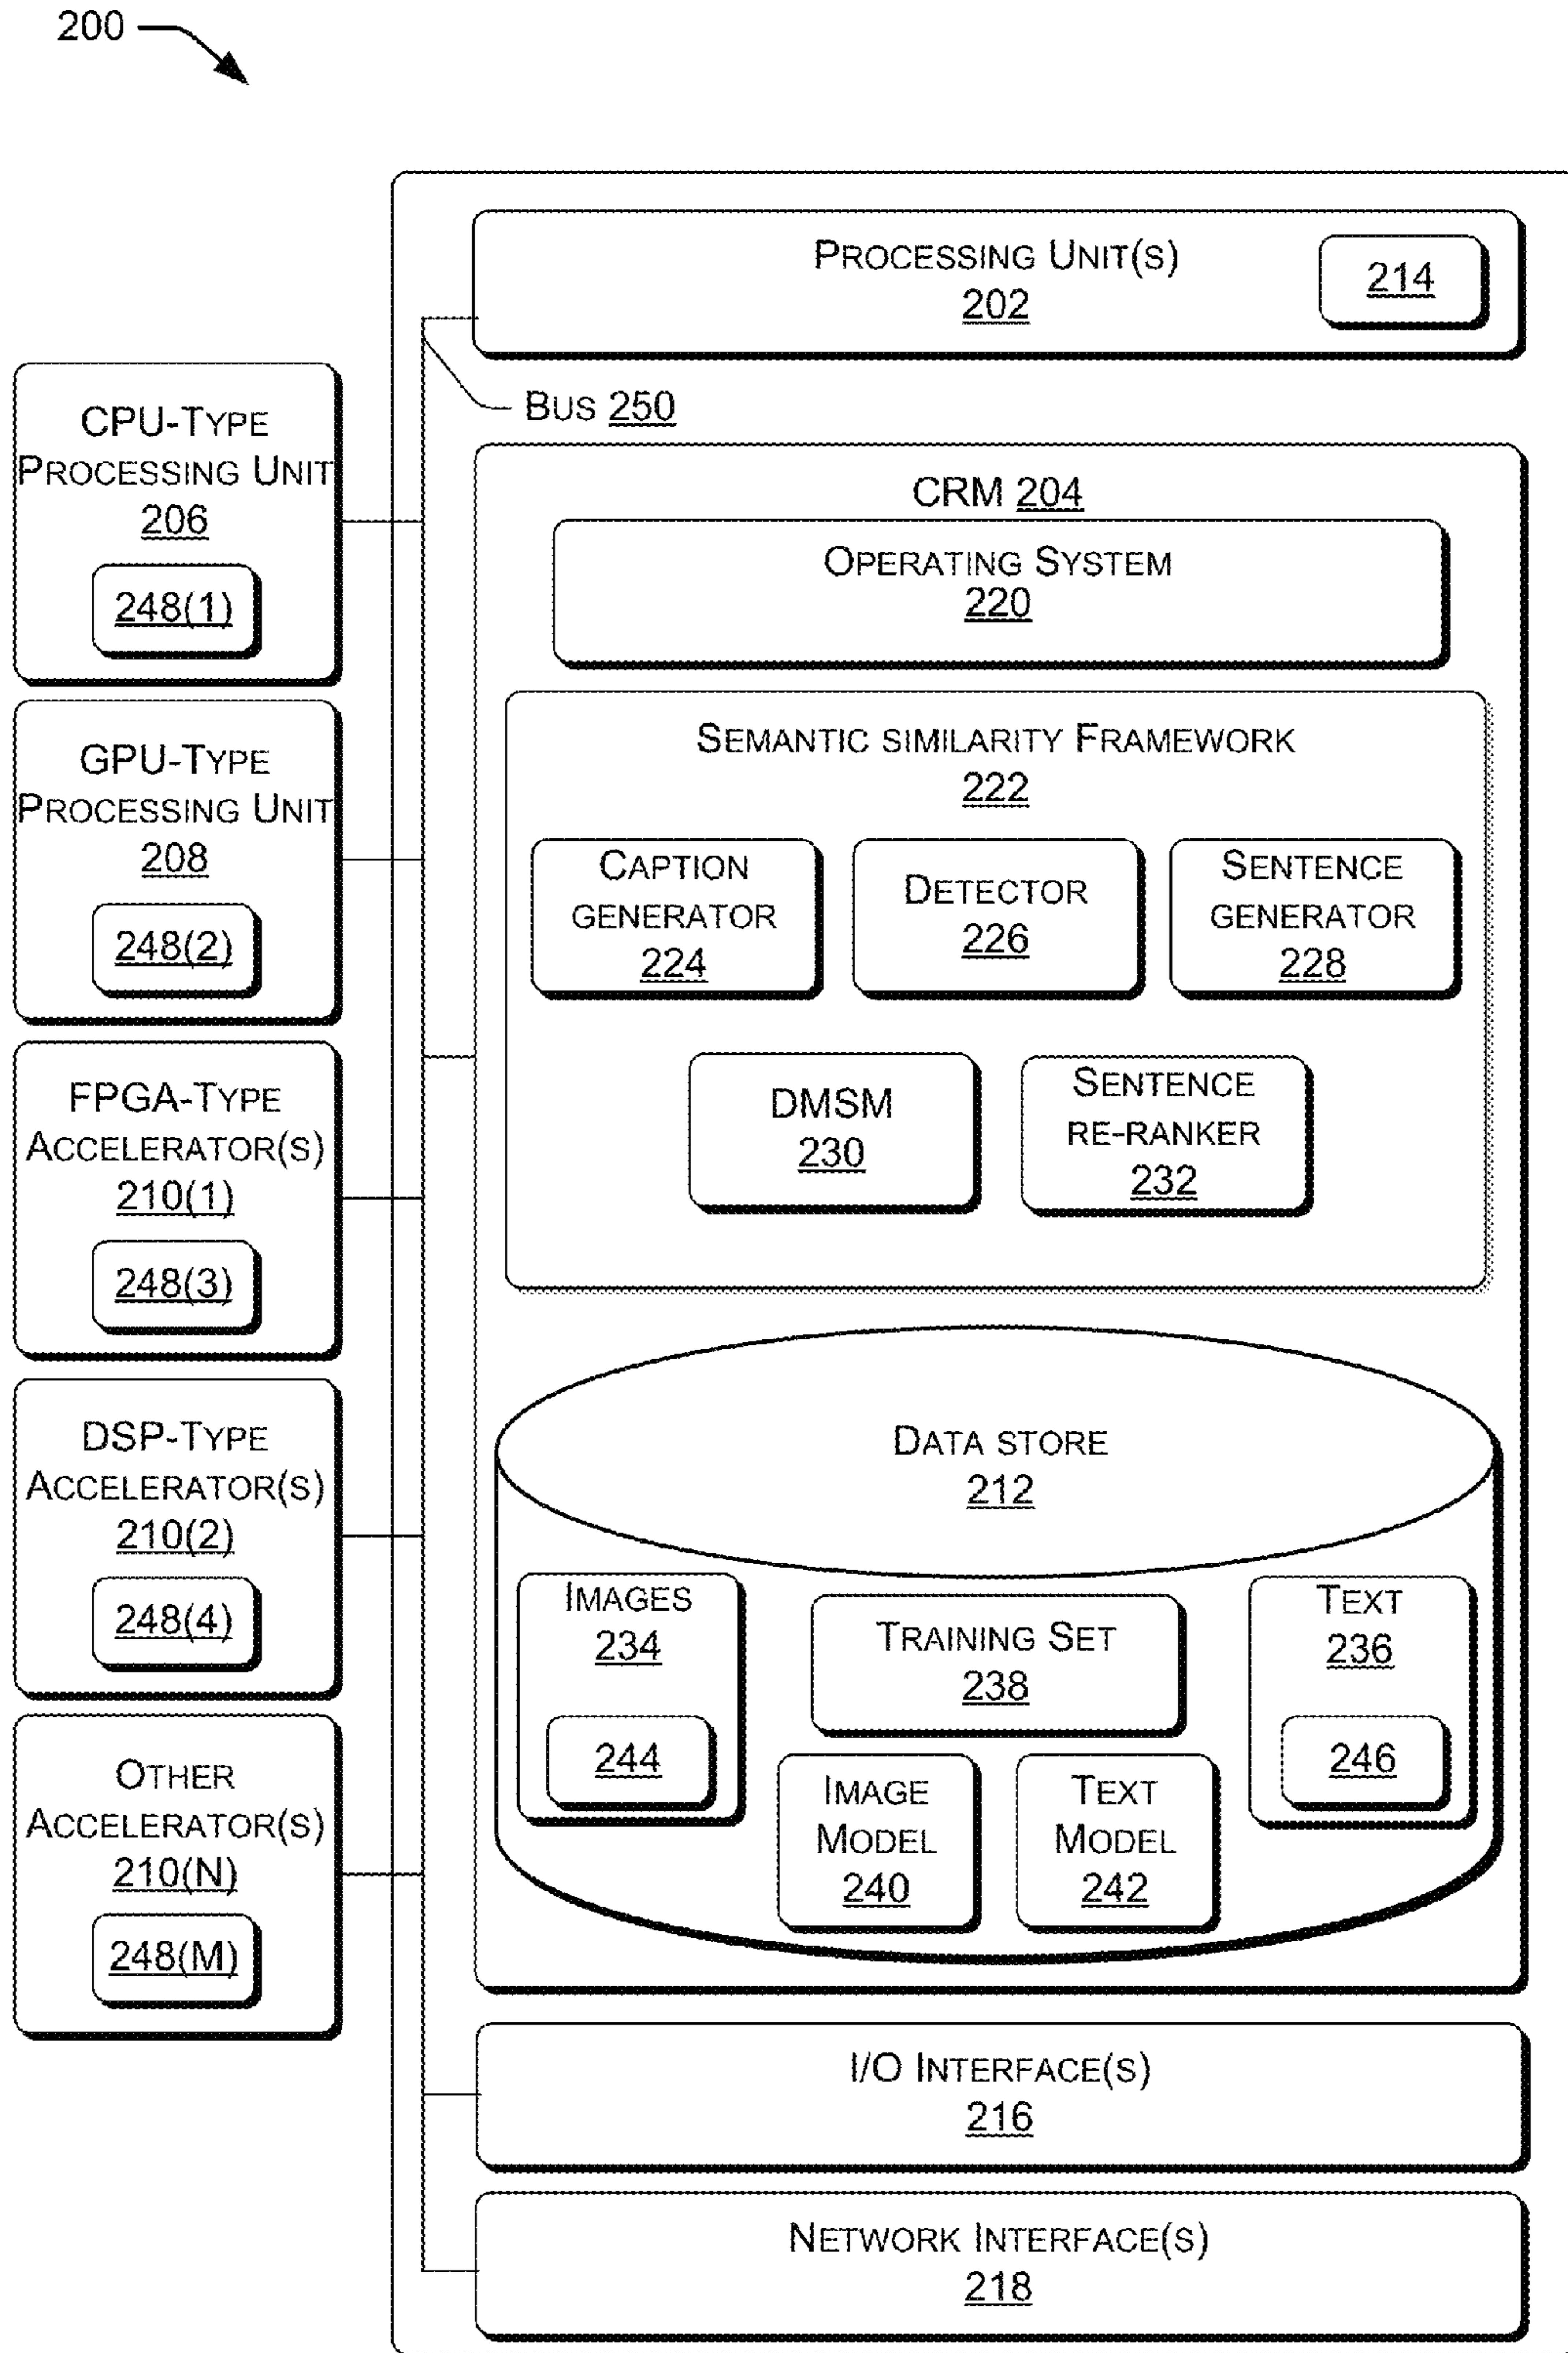 200
PROCESSING UNIT(S)
202
214
BUS 250
CPU-TYPE
PROCESSING UNIT
206
248(1)
GPU-TYPE
PROCESSING UNIT
208
248(2)
FPGA-TYPE
ACCELERATOR(S)
210(1)
248(3)
DSP-TYPE
ACCELERATOR(S)
210(2)
248(4)
OTHER
ACCELERATOR(S)
210(N)
248(M)
CRM 204
OPERATING SYSTEM
220
SEMANTIC SIMILARITY FRAMEWORK
222
CAPTION
GENERATOR
224
DETECTOR
226
SENTENCE
GENERATOR
228
DMSM
230
SENTENCE
RE-RANKER
232
DATA STORE
212
IMAGES
234
244
TRAINING SET
238
TEXT
236
246
IMAGE
MODEL
240
TEXT
MODEL
242
I/O INTERFACE(S)
216
NETWORK INTERFACE(S)
218